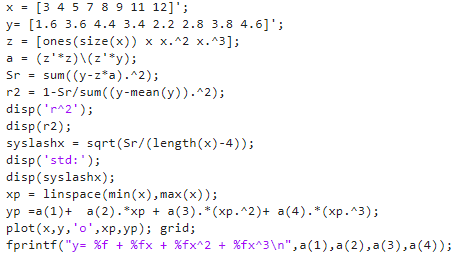 x = [3 4 5 7 8 9 11 12]';
y= [1.6 3.6 4.4 3.4 2.2 2.8 3.8 4.6]';
z = [ones(size(x)) x x.^2 x.^3];
a = (z'*z)\(z'*y);
Sr = sum((y-z*a).^2);
r2 = 1-Sr/sum((y-mean(y)).^2);
disp('r^2');
disp(r2);
syslashx = sqrt(Sr/(length(x)-4));
disp('std:');
disp(syslashx);
xp = linspace(min(x),max(x));
yp =a(1)+  a(2).*xp + a(3).*(xp.^2)+ a(4).*(xp.^3);
plot(x,y,'o',xp,yp); grid;
fprintf("y= %f + %fx + %fx^2 + %fx^3\n",a(1),a(2),a(3),a(4));